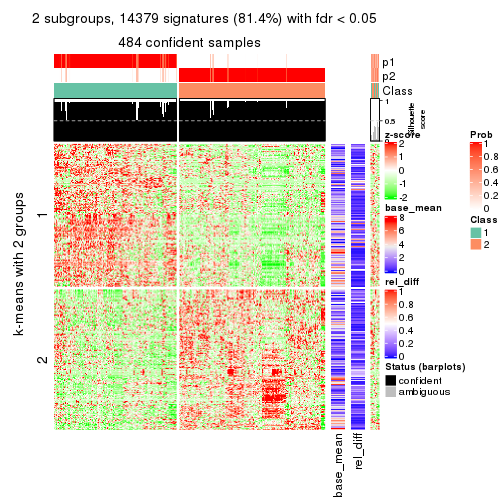 2 subgroups, 14379 signatures (81.4%) with fdr < 0.05
484 confident samples
p1
p2
Class
1
0.5
0
Silhouette
score
k-means with 2 groups
1
2
z-score
2
1
0
-1
-2
base_mean
8
6
4
2
0
rel_diff
1
0.8
0.6
0.4
0.2
0
Status (barplots)
confident
ambiguous
Prob
1
0.8
0.6
0.4
0.2
0
Class
1
2
base_mean
rel_diff